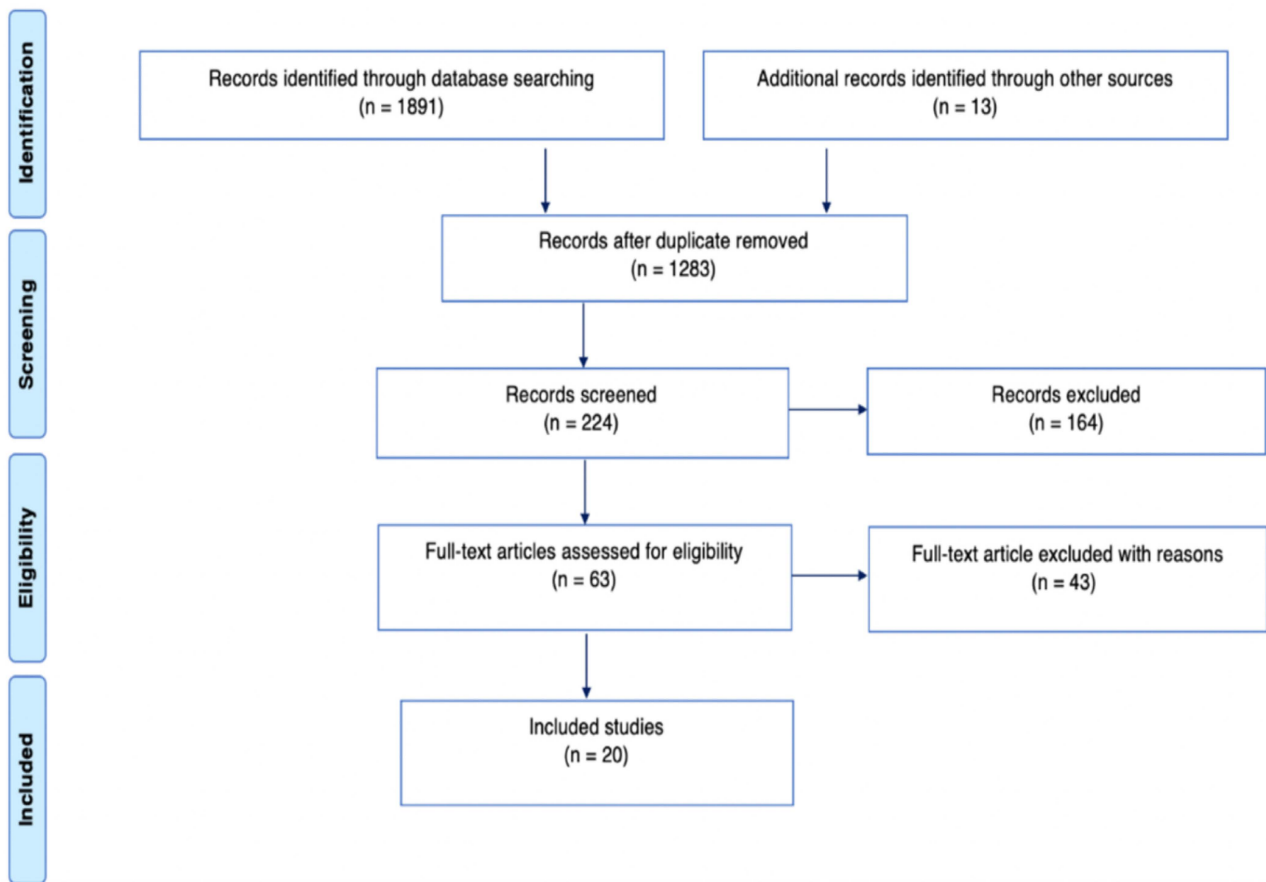 Identification
Records identified through database searching
(n = 1891)
Additional records identified through other sources
(n = 13)
Records after duplicate removed
(n = 1283)
Screening
Records screened
(n = 224)
Records excluded
(n = 164)
Eligibility
Full-text articles assessed for eligibility
(n = 63)
Full-text article excluded with reasons
(n = 43)
Included
Included studies
(n = 20)